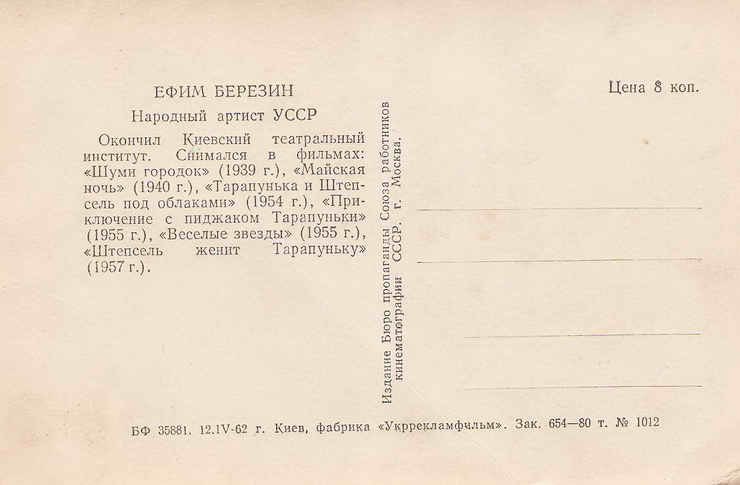 ЕФИМ БЕРЕЗИН
Народный артист УССР
Окончил Киевский театральный
институт. Снимался в фильмах:
«Шуми городок» (1939 г.), «Майская
ночь» (1940 г.), «Тарапунька и Штеп-
сель под облаками» (1954 г.), «При-
ключение с пиджаком Тарапуньки»
(1955 г.), «Веселые звезды» (1955 г.),
«Штепсель женит Тарапуньку»
(1957 г.).
Издание Бюро пропаганды Союза работников
кинематографии СССР. г. Москва.
Цена 8 коп.
БФ 35881. 12.IV-62 г. Киев, фабрика «Укррекламфильм». Зак. 654—80 т. № 1012